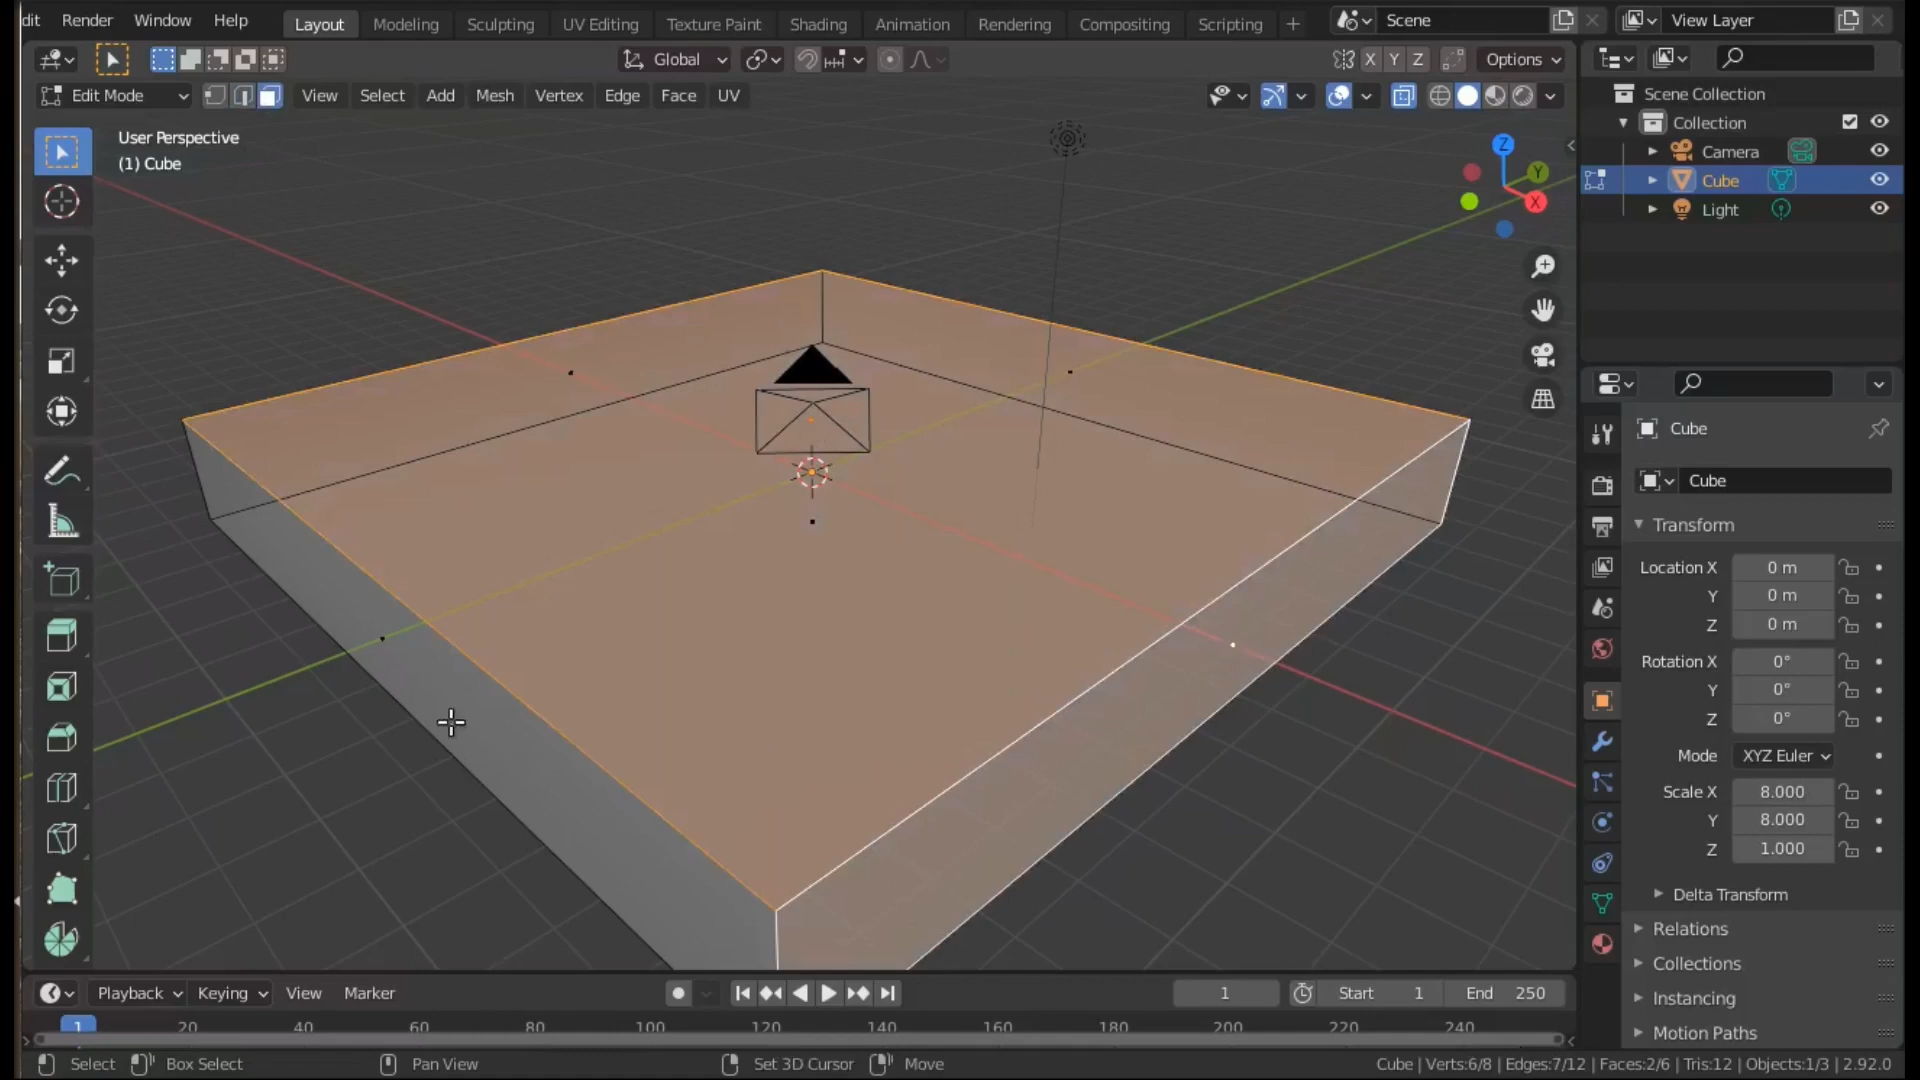 dit Render Window Help Layout Modeling Sculpting UV Editing Texture Paint Shading Animation Rendering Compositing Scripting + Scene View Layer
Global X Y Z Options
Edit Mode View Select Add Mesh Vertex Edge Face UV
User Perspective
(1) Cube
Z
Y
X
Scene Collection
Collection
Camera
Cube
Light
Cube
Cube
Transform
Location X 0 m
Y 0 m
Z 0 m
Rotation X 0°
Y 0°
Z 0°
Mode XYZ Euler
Scale X 8.000
Y 8.000
Z 1.000
Delta Transform
Relations
Collections
Instancing
Motion Paths
Playback Keying View Marker 1 Start 1 End 250
1 20 40 60 80 100 120 140 160 180 200 220 240
Select Box Select Pan View Set 3D Cursor Move Cube | Verts:6/8 | Edges:7/12 | Faces:2/6 | Tris:12 | Objects:1/3 | 2.92.0